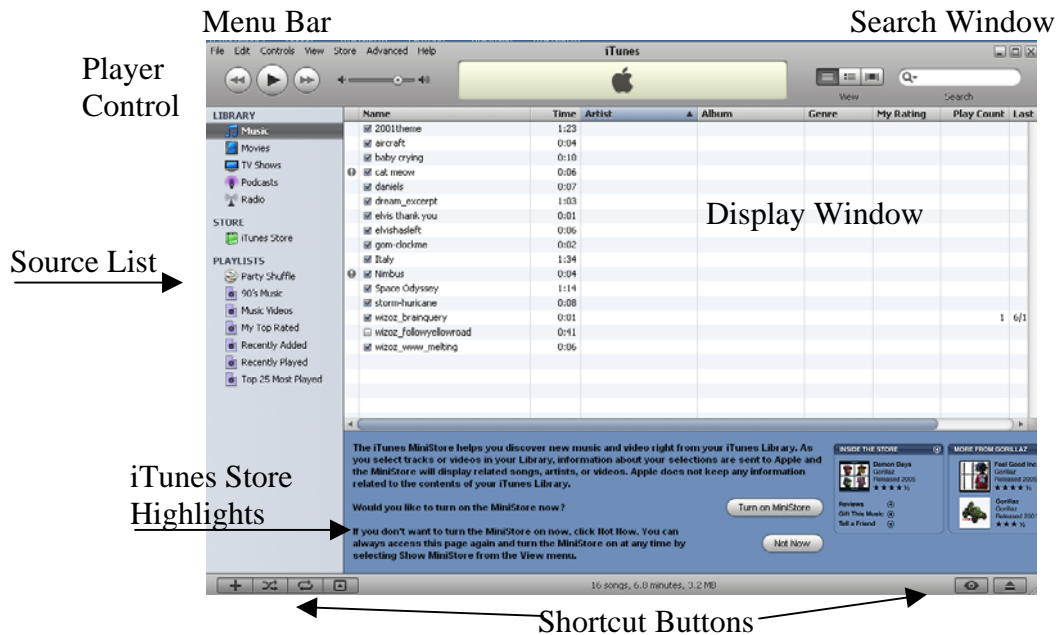 Menu Bar
Search Window
Player
Control
Source List
iTunes Store
Highlights
Display Window
Shortcut Buttons
File Edit Controls View Store Advanced Help
iTunes
View
Search
LIBRARY
Music
Movies
TV Shows
Podcasts
Radio
STORE
iTunes Store
PLAYLISTS
Party Shuffle
90's Music
Music Videos
My Top Rated
Recently Added
Recently Played
Top 25 Most Played
Name Time Artist Album Genre My Rating Play Count Last
2001theme 1:23
aircraft 0:04
baby crying 0:10
cat meow 0:06
daniels 0:07
dream_excerpt 1:03
elvis thank you 0:01
elvishasleft 0:06
gom-clockme 0:02
Italy 1:34
Nimbus 0:04
Space Odyssey 1:14
storm-huricane 0:08
wizoz_brainquery 0:01 1 6/1
wizoz_followyellowroad 0:41
wizoz_www_melting 0:06
The iTunes MiniStore helps you discover new music and video right from your iTunes Library. As
you select tracks or videos in your Library, information about your selections are sent to Apple and
the MiniStore will display related songs, artists, or videos. Apple does not keep any information
related to the contents of your iTunes Library.
Would you like to turn on the MiniStore now?
Turn on MiniStore
If you don't want to turn the MiniStore on now, click Not Now. You can
always access this page again and turn the MiniStore on at any time by
selecting Show MiniStore from the View menu.
Not Now
INSIDE THE STORE
Demon Days
Gorillaz
Released 2005
Reviews
Gift This Music
Tell a Friend
MORE FROM GORILLAZ
Feel Good Inc
Gorillaz
Released 2005
Gorillaz
Gorillaz
Released 2001
16 songs, 6.8 minutes, 3.2 MB